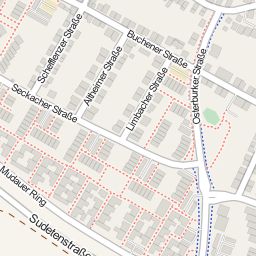 Schefflenzer Straße
Altheimer Straße
Buchener Straße
Limbacher Straße
Osterburker Straße
Seckacher Straße
Mudauer Ring
Sudetenstraße